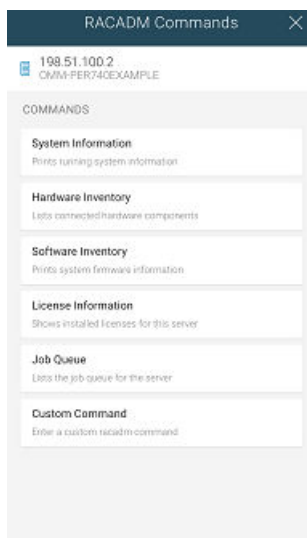 RACADM Commands
198.51.100.2
OMM-PER740EXAMPLE
COMMANDS
System Information
Prints running system information
Hardware Inventory
Lists connected hardware components
Software Inventory
Prints system firmware information
License Information
Shows installed licenses for this server
Job Queue
Lists the job queue for the server
Custom Command
Enter a custom racadm command